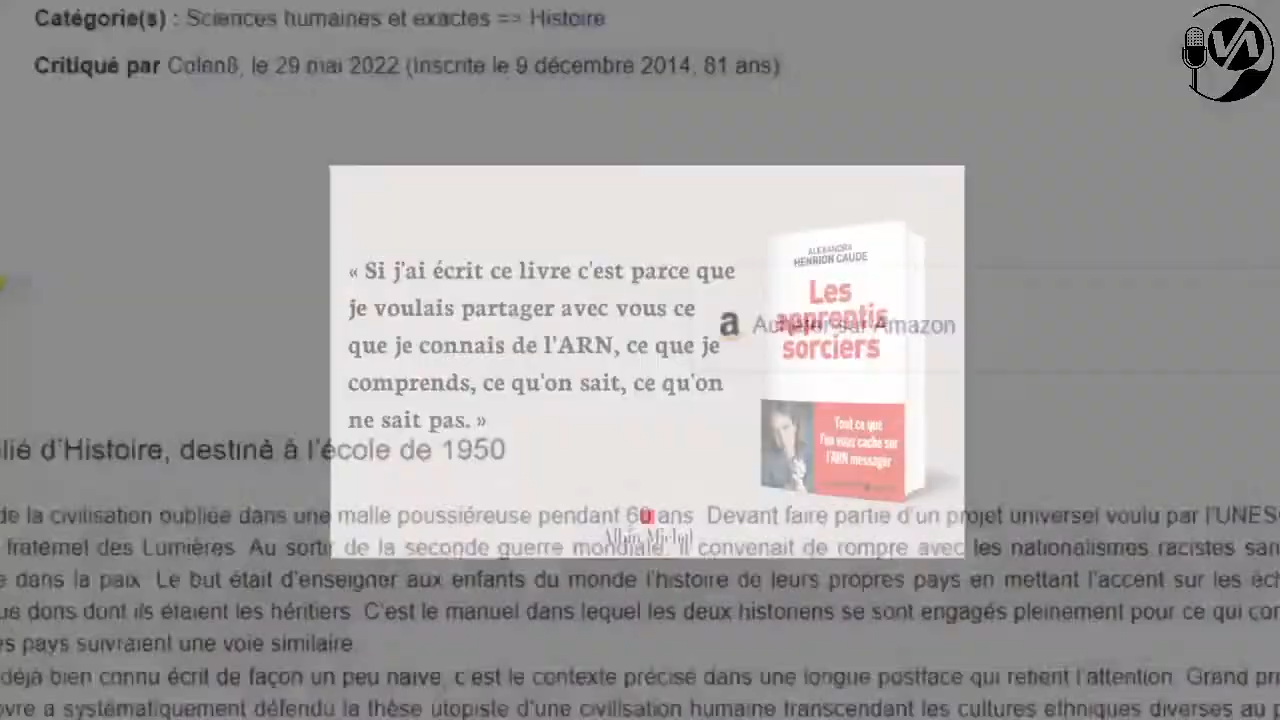 Catégorie(s) : Sciences humaines et exactes => Histoire
Critiqué par Colen8, le 29 mai 2022 (Inscrite le 9 décembre 2014, 81 ans)
VA
« Si j'ai écrit ce livre c'est parce que
je voulais partager avec vous ce
que je connais de l'ARN, ce que je
comprends, ce qu'on sait, ce qu'on
ne sait pas. »
ALEXANDRA
HENRION CAUDE
Les
apprentis
sorciers
Tout ce que
l'on vous cache sur
l'ARN messager
a Acheter sur Amazon
Albin Michel
d'Histoire, destiné à l'école de 1950
de la civilisation oubliée dans une malle poussiéreuse pendant 60 ans. Devant faire partie d'un projet universel voulu par l'UNES
fraternel des Lumières. Au sortir de la seconde guerre mondiale, il convenait de rompre avec les nationalismes racistes san
dans la paix. Le but était d'enseigner aux enfants du monde l'histoire de leurs propres pays en mettant l'accent sur les éch
ue dons dont ils étaient les héritiers. C'est le manuel dans lequel les deux historiens se sont engagés pleinement pour ce qui con
s pays suivraient une voie similaire.
déjà bien connu écrit de façon un peu naïve, c'est le contexte précisé dans une longue postface qui retient l'attention. Grand pr
vre a systématiquement défendu la thèse utopiste d'une civilisation humaine transcendant les cultures ethniques diverses au p